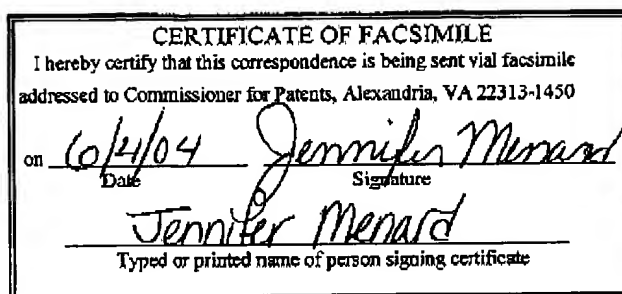 CERTIFICATE OF FACSIMILE
I hereby certify that this correspondence is being sent vial facsimile
addressed to Commissioner for Patents, Alexandria, VA 22313-1450
on 6/4/04 Jennifer Menard
Date Signature
Jennifer Menard
Typed or printed name of person signing certificate